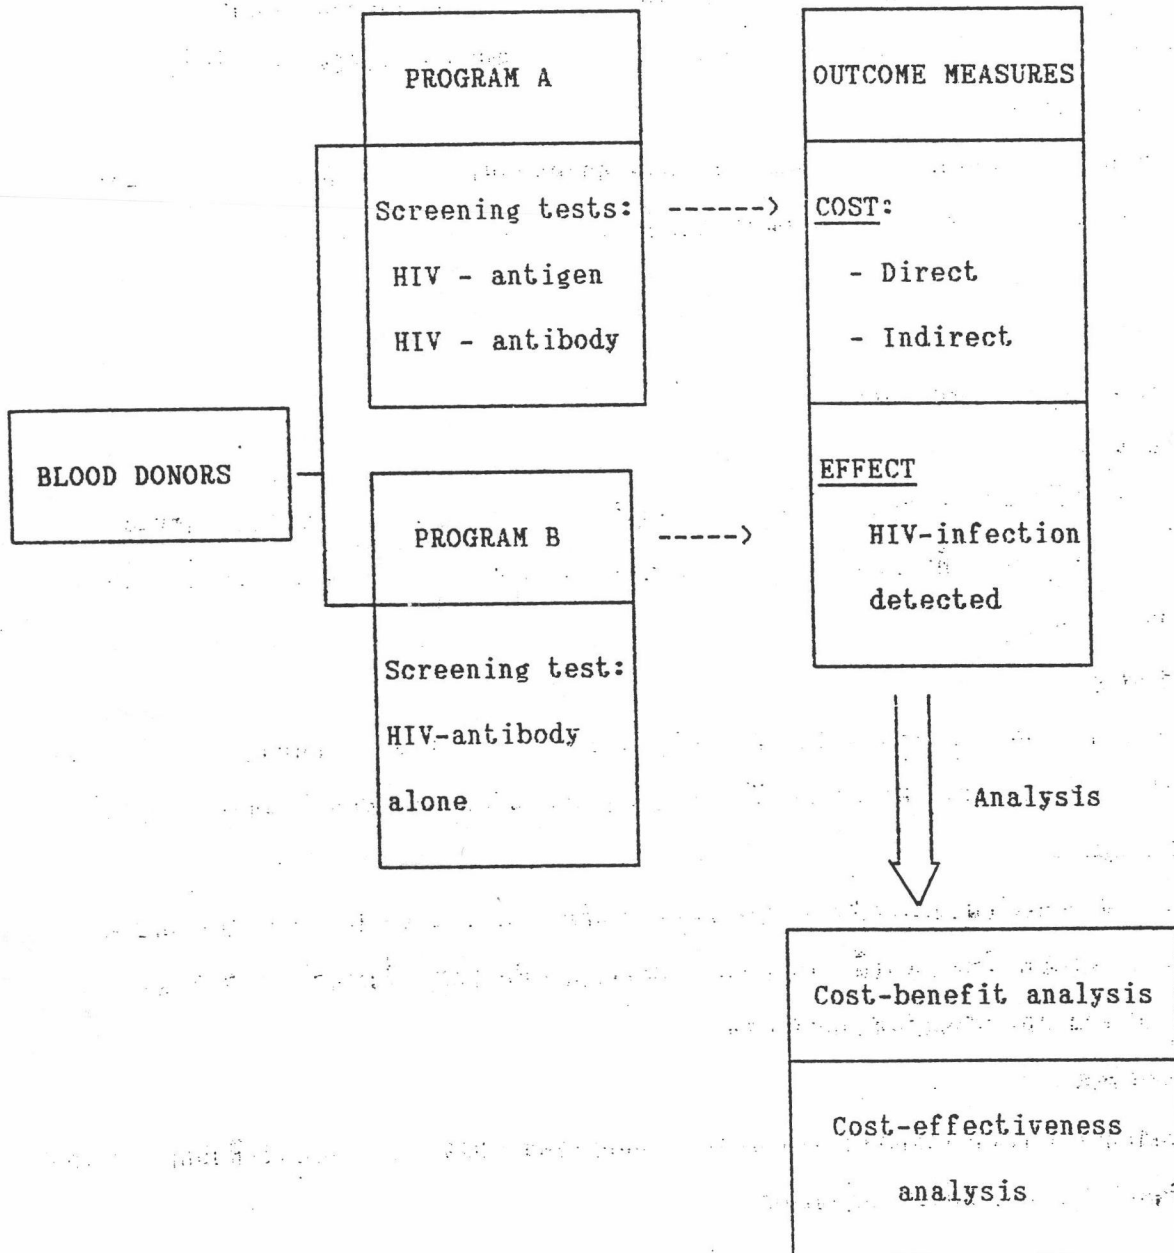 PROGRAM A
Screening tests:
HIV - antigen
HIV - antibody
------>
OUTCOME MEASURES
COST:
- Direct
- Indirect
BLOOD DONORS
PROGRAM B
----->
Screening test:
HIV-antibody
alone
EFFECT
HIV-infection
detected
Analysis
Cost-benefit analysis
Cost-effectiveness
analysis